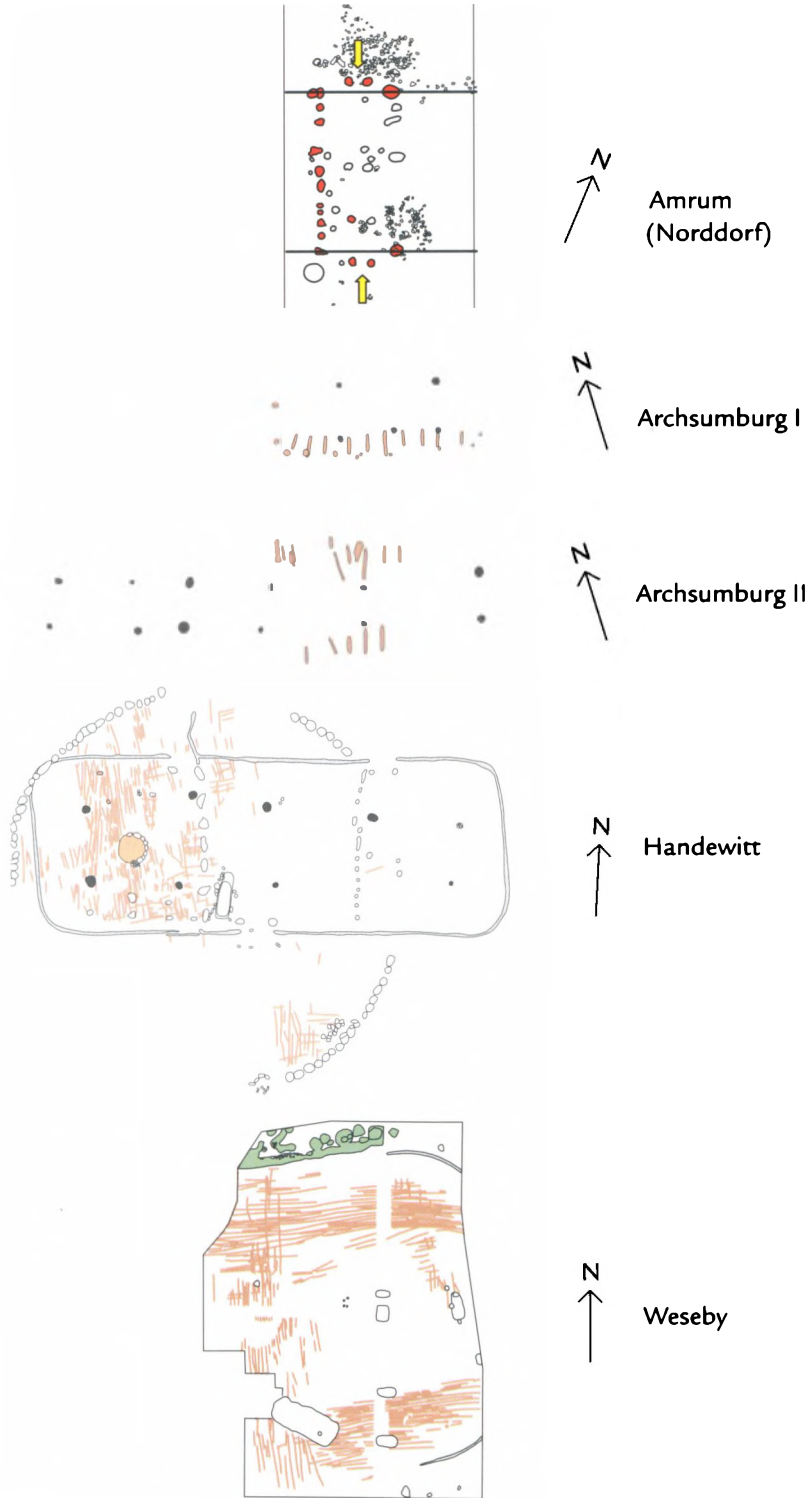 N
Amrum
(Norddorf)
N
Archsumburg I
N
Archsumburg II
N
Handewitt
N
Weseby